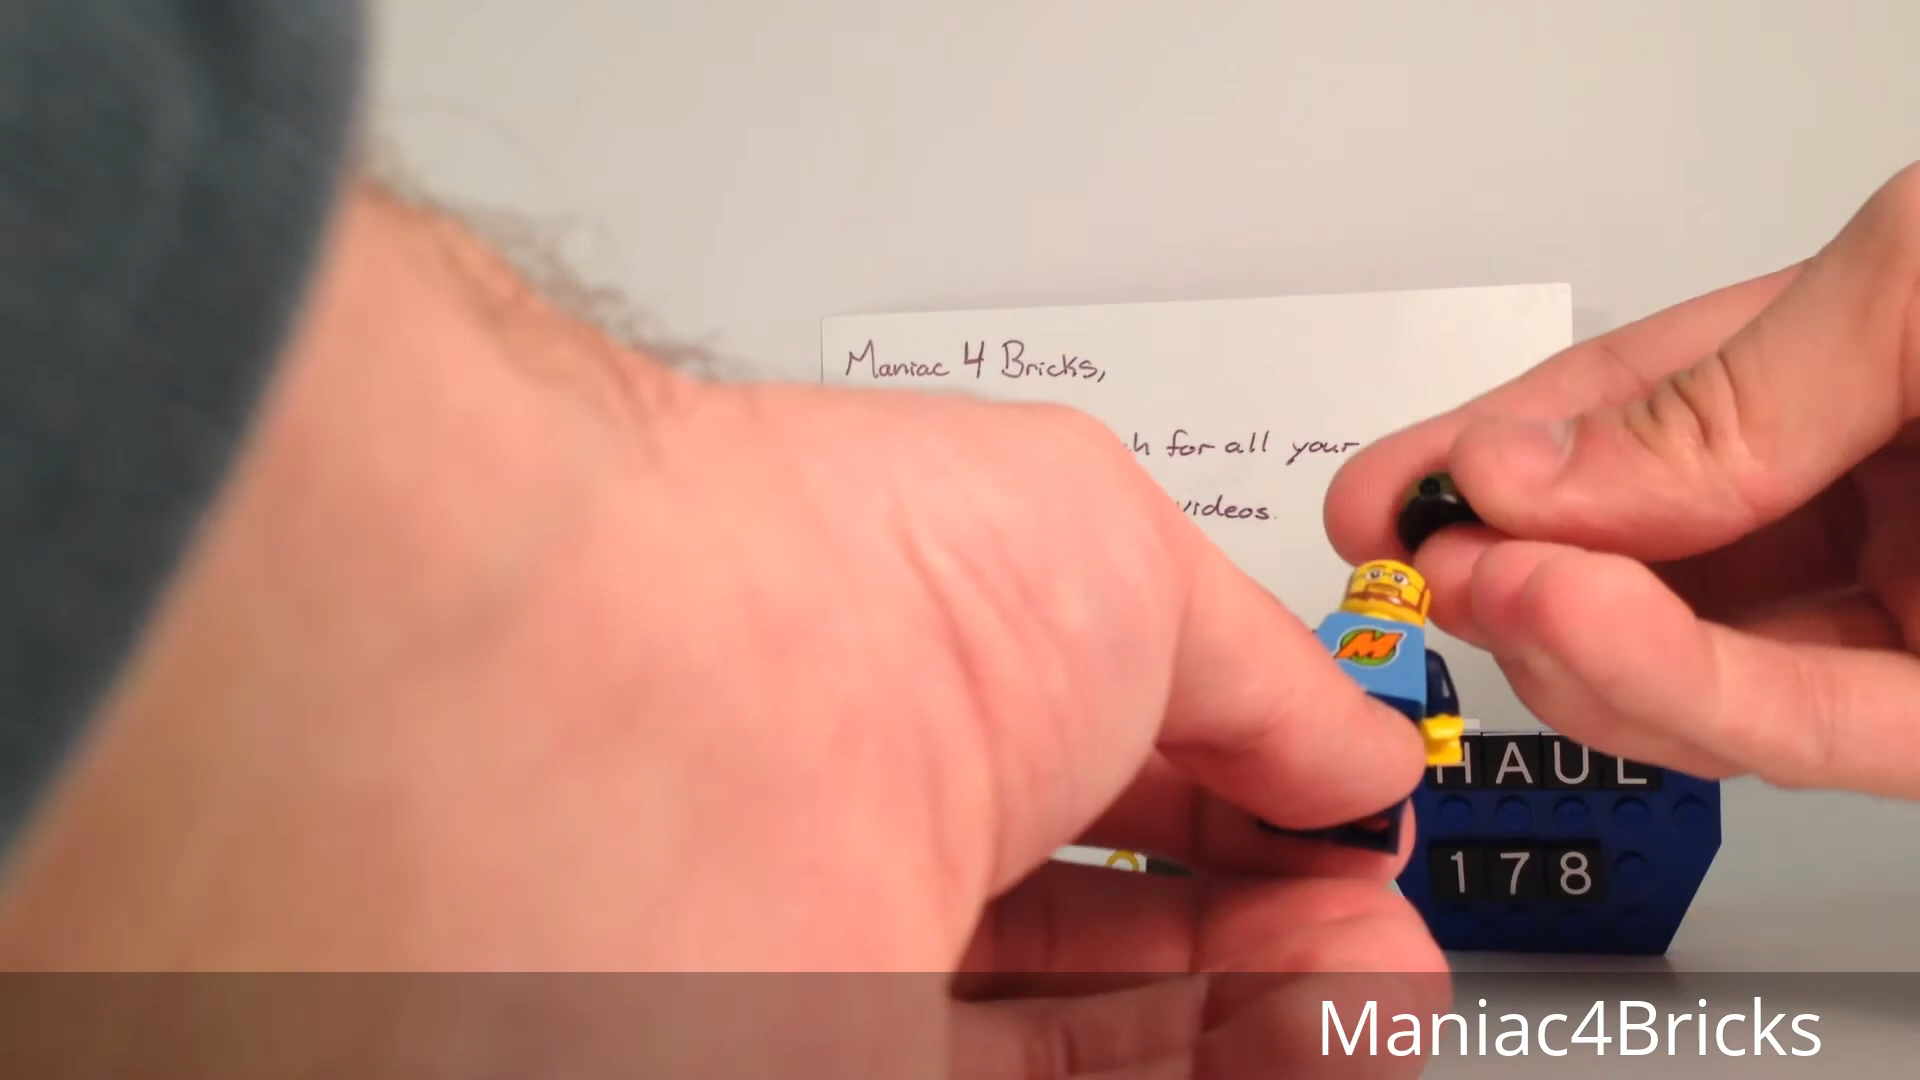 Maniac 4 Bricks,
for all your
videos.
M
HAUL
178
Maniac4Bricks